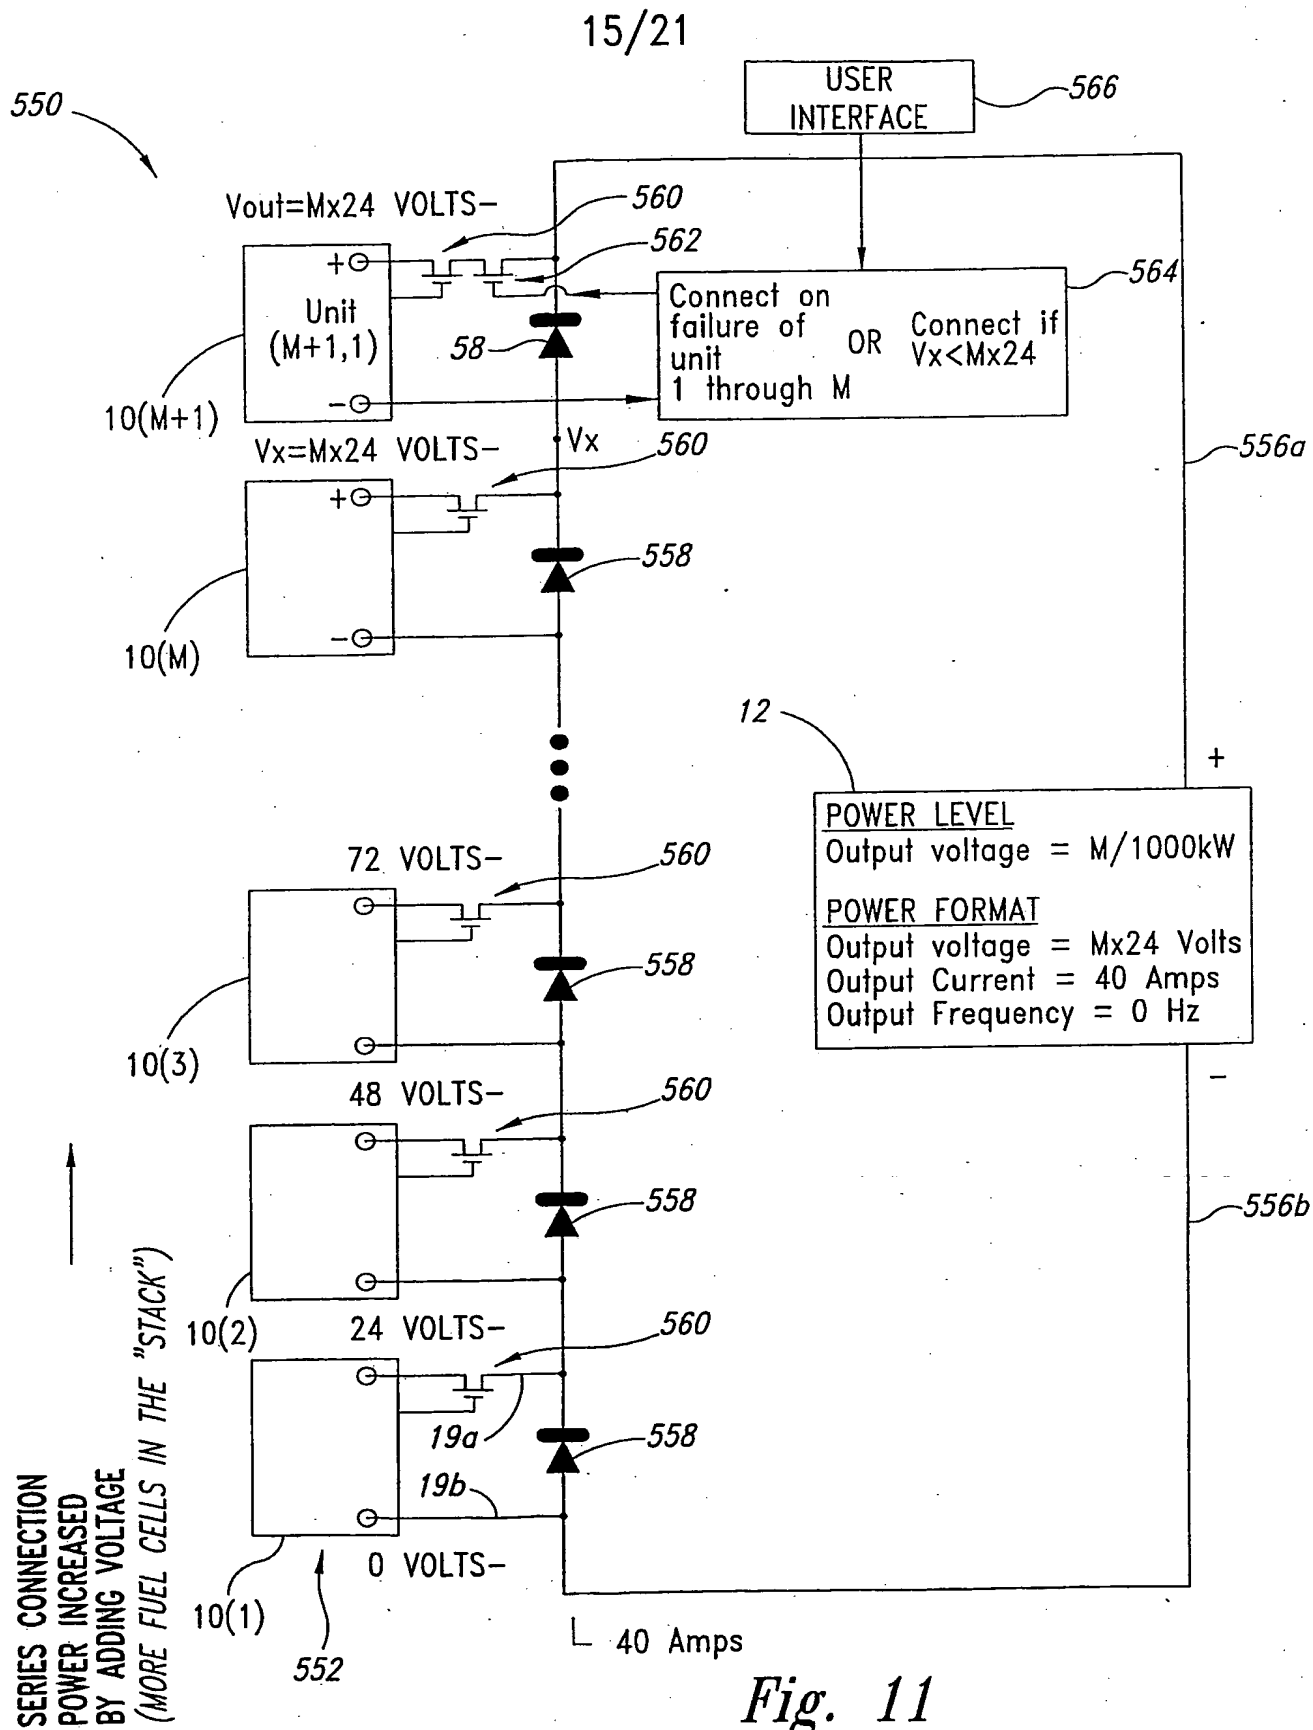 15/21
USER
INTERFACE
566
550
Vout=Mx24 VOLTS-
560
562
564
+
Unit
(M+1,1)
-
10(M+1)
58
Connect on
failure of
unit
1 through M
OR
Connect if
Vx<Mx24
Vx=Mx24 VOLTS-
Vx
560
556a
+
-
10(M)
558
12
+
POWER LEVEL
Output voltage = M/1000kW
POWER FORMAT
Output voltage = Mx24 Volts
Output Current = 40 Amps
Output Frequency = 0 Hz
-
72 VOLTS-
560
558
10(3)
48 VOLTS-
560
558
556b
10(2)
24 VOLTS-
560
19a
558
19b
0 VOLTS-
10(1)
552
40 Amps
SERIES CONNECTION
POWER INCREASED
BY ADDING VOLTAGE
(MORE FUEL CELLS IN THE "STACK")
Fig. 11